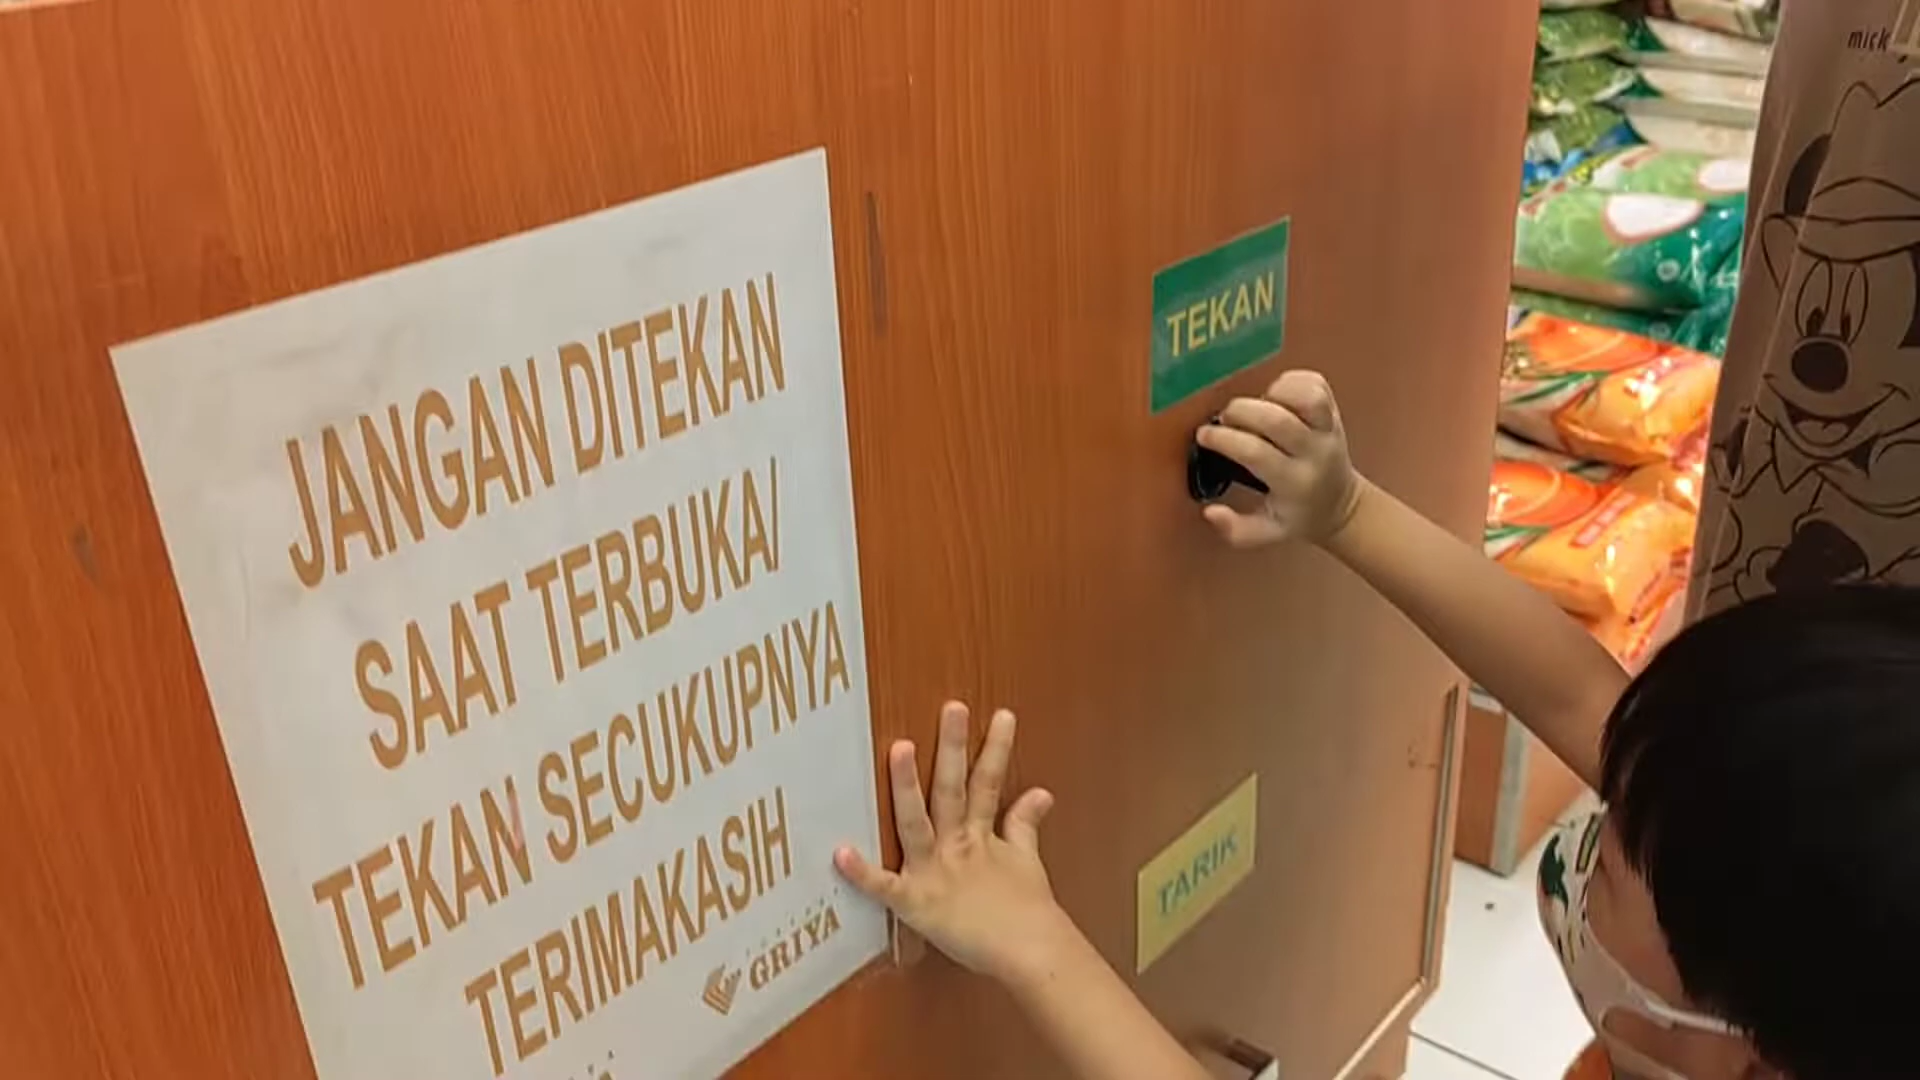 JANGAN DITEKAN
SAAT TERBUKA/
TEKAN SECUKUPNYA
TERIMAKASIH
GRIYA
TEKAN
TARIK